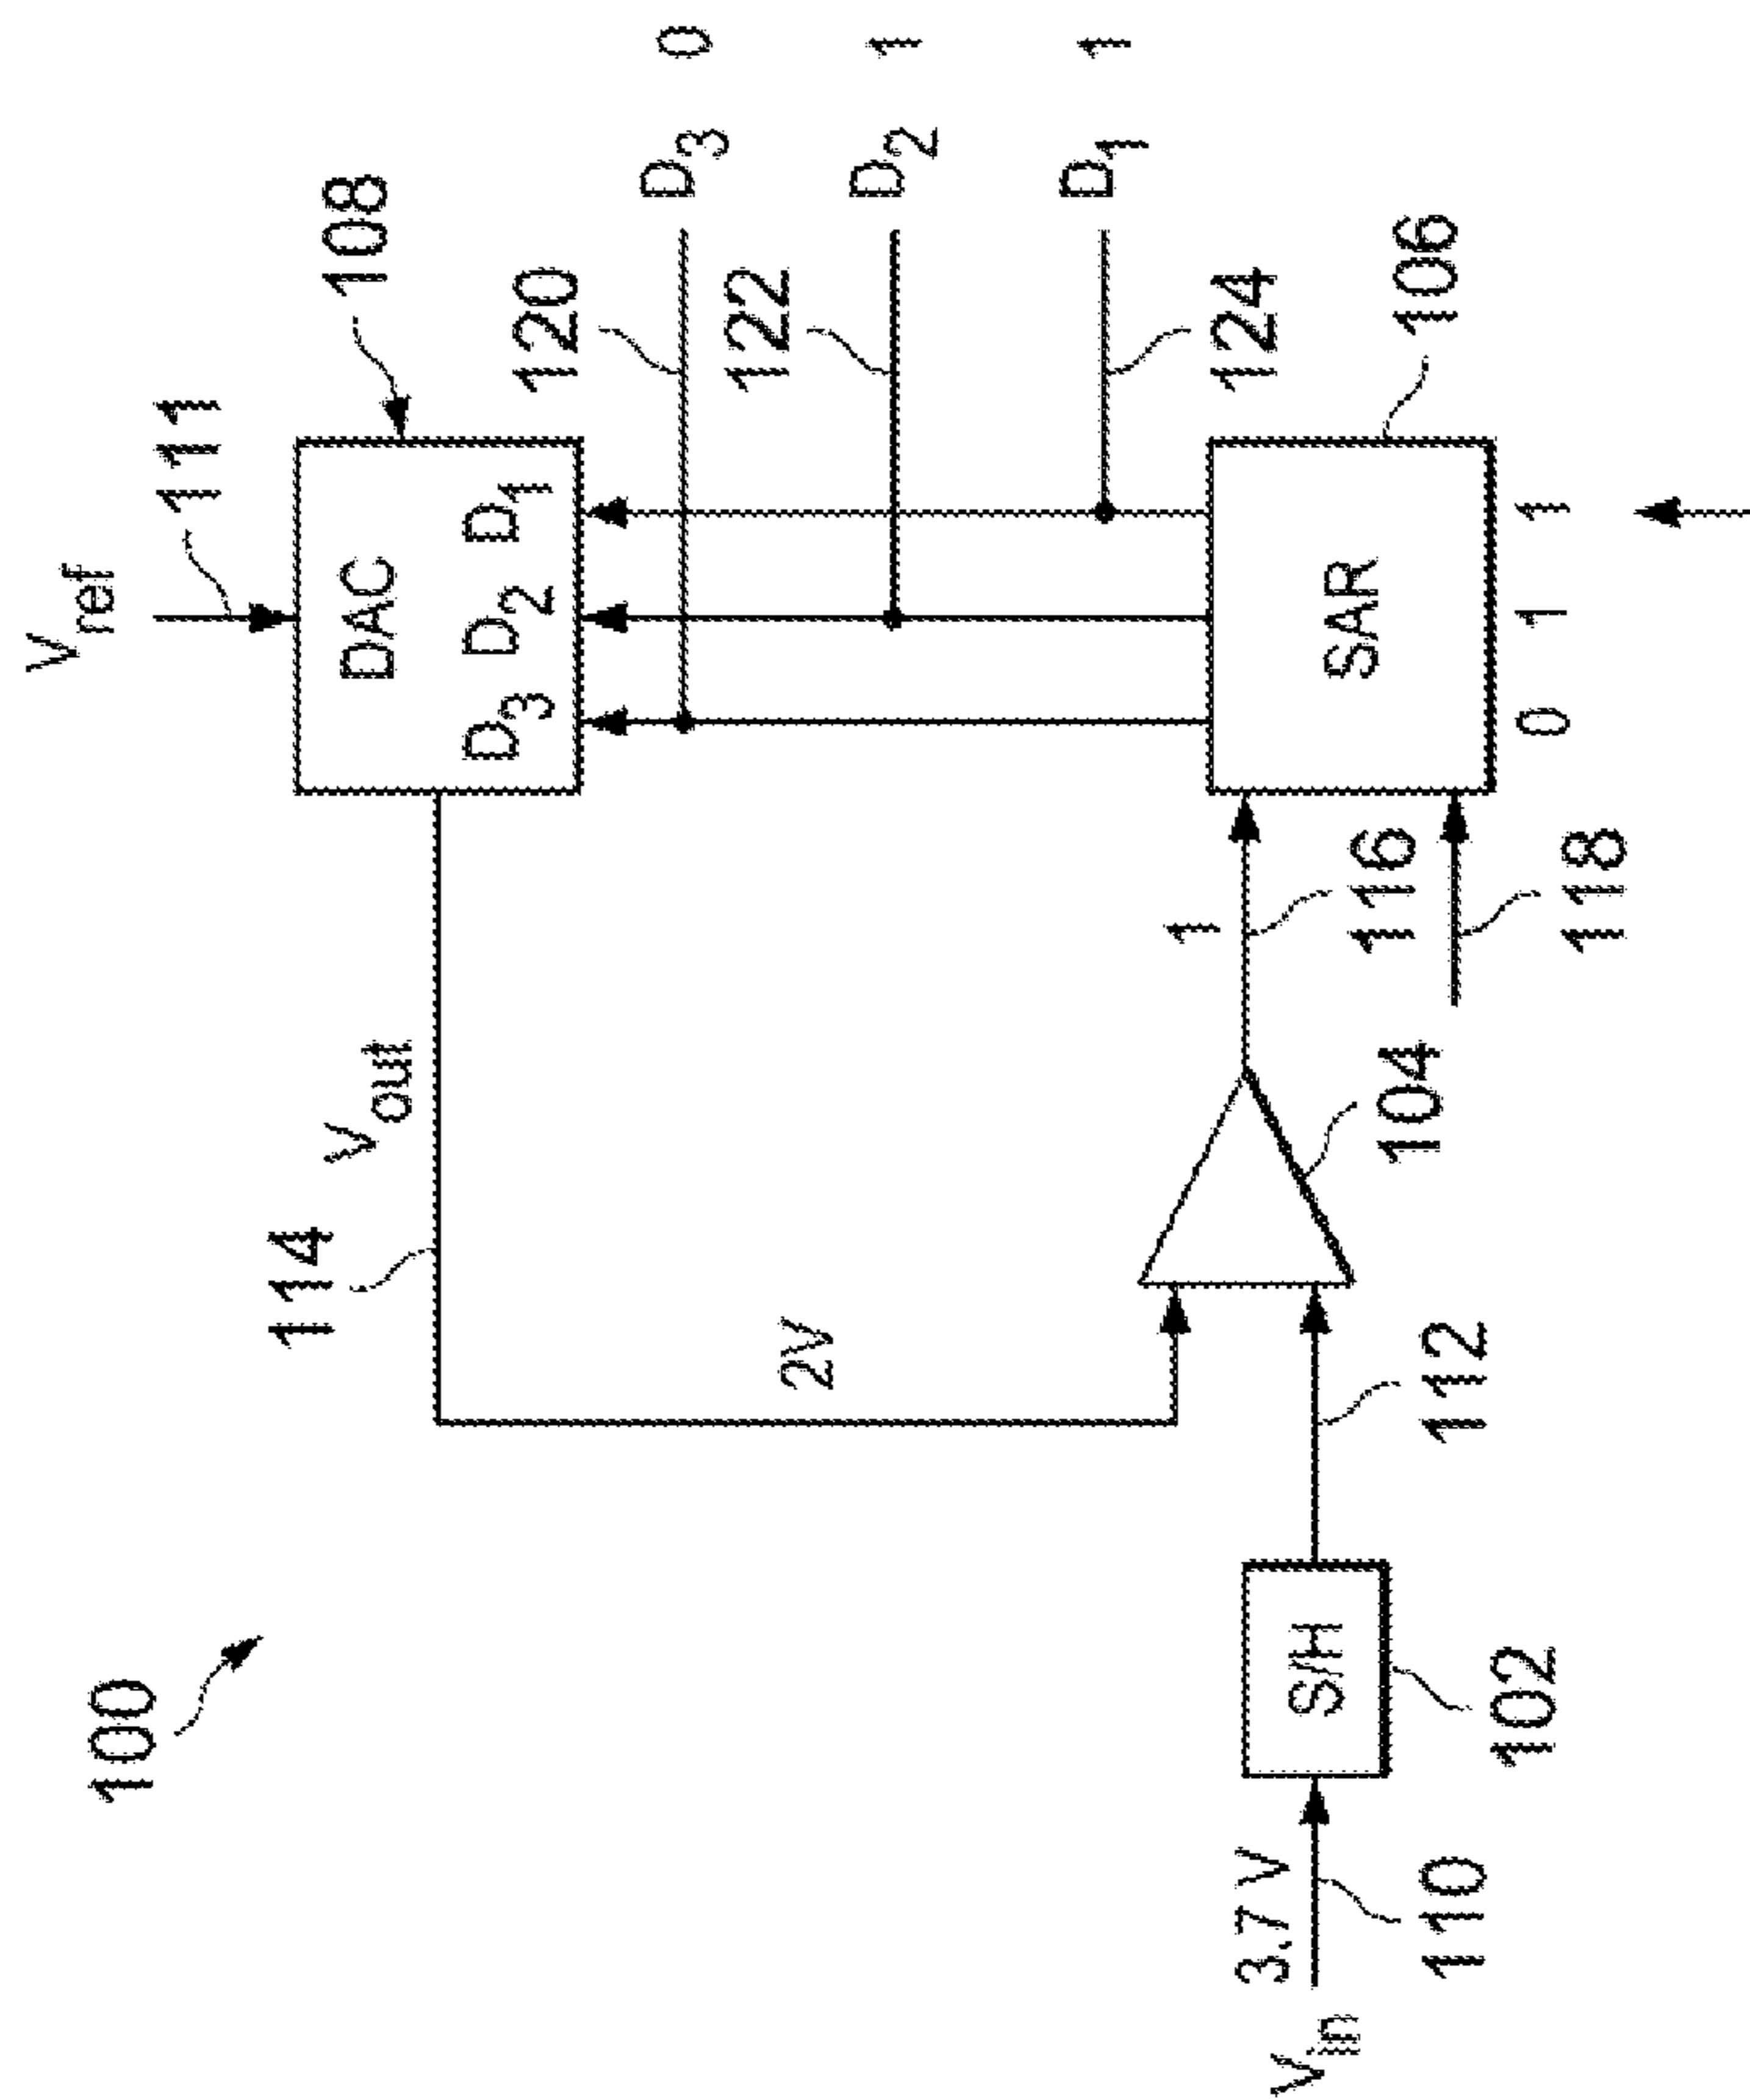 100
V_ref
111
108
DAC
D_3 D_2 D_1
114
V_out
120
D_3 0
122
D_2 1
124
D_1 1
2V
1
116
V_in
3.7 V
110
S/H
102
112
104
118
SAR
106
0 1 1